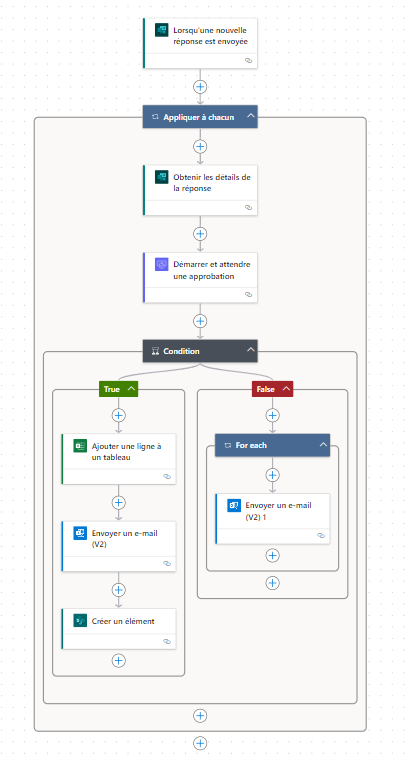 Lorsqu'une nouvelle
réponse est envoyée
Appliquer à chacun
Obtenir les détails de
la réponse
Démarrer et attendre
une approbation
Condition
True
False
Ajouter une ligne à
un tableau
For each
Envoyer un e-mail
(V2) 1
Envoyer un e-mail
(V2)
Créer un élément